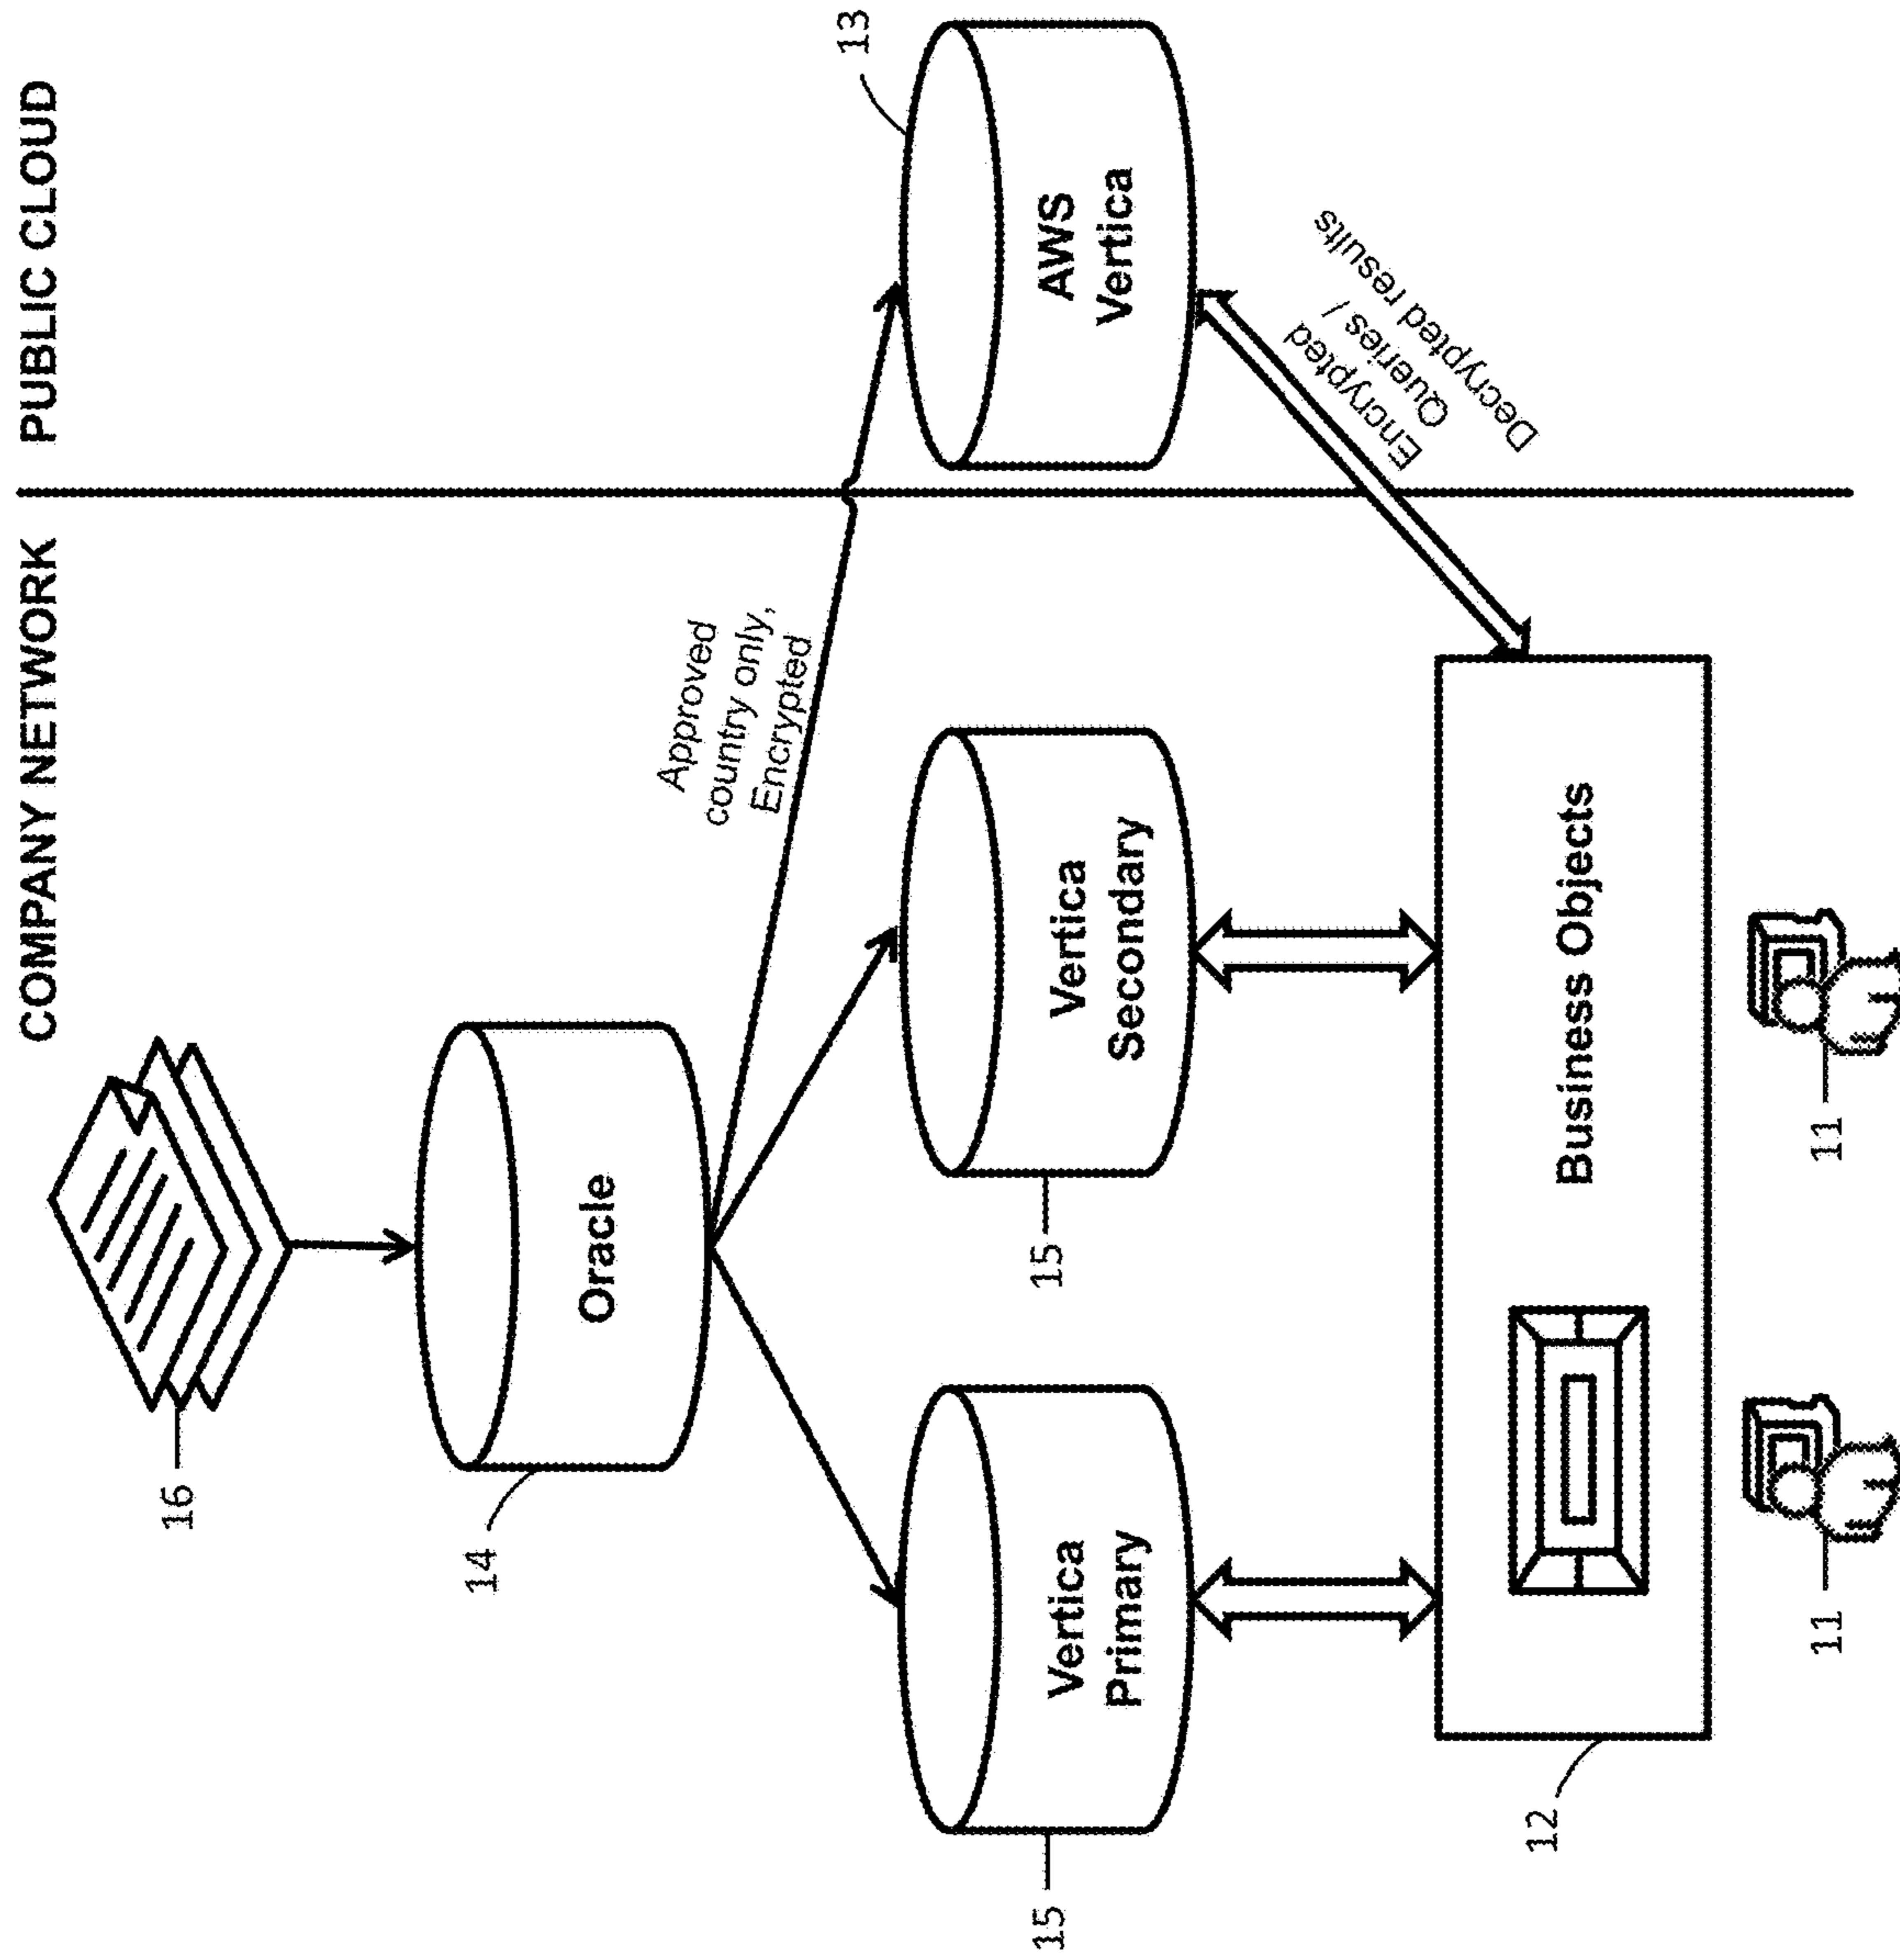 COMPANY NETWORK
PUBLIC CLOUD
16
14
Oracle
Approved
country only,
Encrypted
13
15
Vertica
Primary
15
Vertica
Secondary
AWS
Vertica
Encrypted
Queries /
Decrypted results
12
Business Objects
11
11